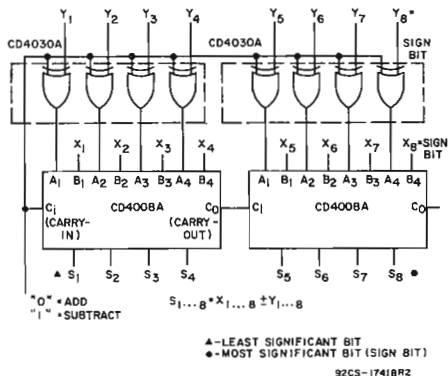 Y1 Y2 Y3 Y4 Y5 Y6 Y7 Y8*
CD4030A CD4030A SIGN BIT
X1 X2 X3 X4 X5 X6 X7 X8*SIGN BIT
A1 B1 A2 B2 A3 B3 A4 B4 A1 B1 A2 B2 A3 B3 A4 B4
Ci CD4008A Co Ci CD4008A Co
(CARRY-IN) (CARRY-OUT)
▲ S1 S2 S3 S4 S5 S6 S7 S8 ●
"0" = ADD
"1" = SUBTRACT
S1...8 = X1...8 ± Y1...8
▲-LEAST SIGNIFICANT BIT
●-MOST SIGNIFICANT BIT (SIGN BIT)
92CS-17418R2